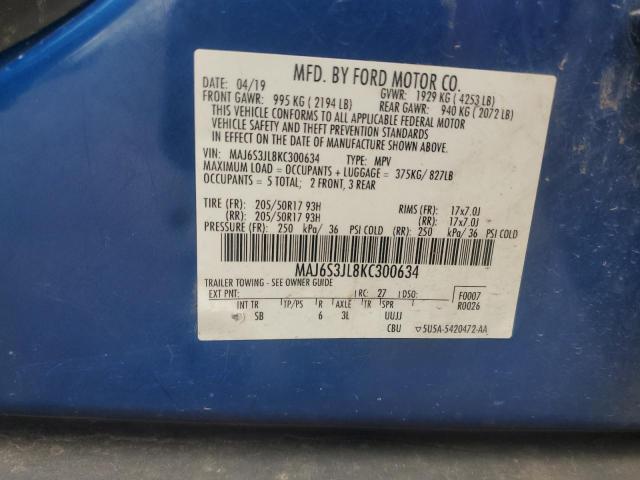 MFD. BY FORD MOTOR CO.
DATE: 04/19 GVWR: 1929 KG ( 4253 LB)
FRONT GAWR: 995 KG ( 2194 LB) REAR GAWR: 940 KG ( 2072 LB)
THIS VEHICLE CONFORMS TO ALL APPLICABLE FEDERAL MOTOR
VEHICLE SAFETY AND THEFT PREVENTION STANDARDS
IN EFFECT ON THE DATE OF MANUFACTURE SHOWN ABOVE.
VIN: MAJ6S3JL8KC300634 TYPE: MPV
MAXIMUM LOAD = OCCUPANTS + LUGGAGE = 375KG/ 827LB
OCCUPANTS = 5 TOTAL; 2 FRONT, 3 REAR
TIRE (FR): 205/50R17 93H RIMS (FR): 17x7.0J
(RR): 205/50R17 93H (RR): 17x7.0J
PRESSURE (FR): 250 kPa/ 36 PSI COLD (RR): 250 kPa/ 36 PSI COLD
MAJ6S3JL8KC300634
TRAILER TOWING - SEE OWNER GUIDE
EXT PNT: RC: 27 DSO: F0007
R0026
INT TR TP/PS R AXLE TR SPR
SB 6 3L UUJJ
CBU 5U5A-5420472-AA